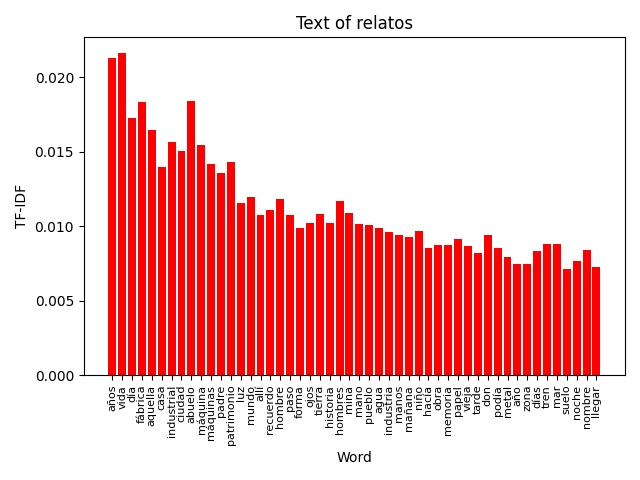 Text of relatos
TF-IDF
0.020
0.015
0.010
0.005
0.000
años
vida
día
fábrica
aquella
casa
industrial
ciudad
abuelo
máquina
máquinas
padre
patrimonio
luz
mundo
allí
recuerdo
hombre
paso
forma
ojos
tierra
historia
hombres
mina
mano
pueblo
agua
industria
manos
mañana
niño
hacía
obra
memoria
papel
vieja
tarde
don
podía
metal
año
zona
días
tren
mar
suelo
noche
nombre
llegar
Word